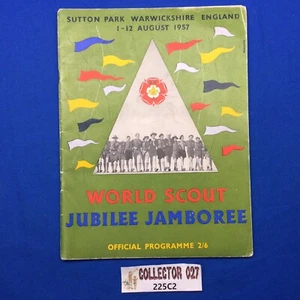 SUTTON PARK WARWICKSHIRE ENGLAND
1-12 AUGUST 1957
WORLD SCOUT
JUBILEE JAMBOREE
OFFICIAL PROGRAMME 2/6
COLLECTOR 027
225C2